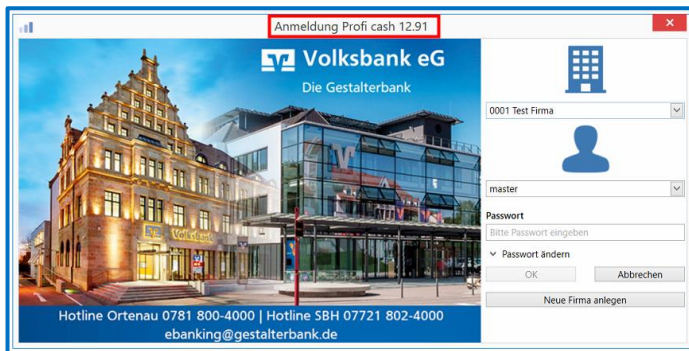 Anmeldung Profi cash 12.91
Volksbank eG
Die Gestalterbank
Volksbank
Hotline Ortenau 0781 800-4000 | Hotline SBH 07721 802-4000
ebanking@gestalterbank.de
0001 Test Firma
master
Passwort
Bitte Passwort eingeben
Passwort ändern
OK
Abbrechen
Neue Firma anlegen